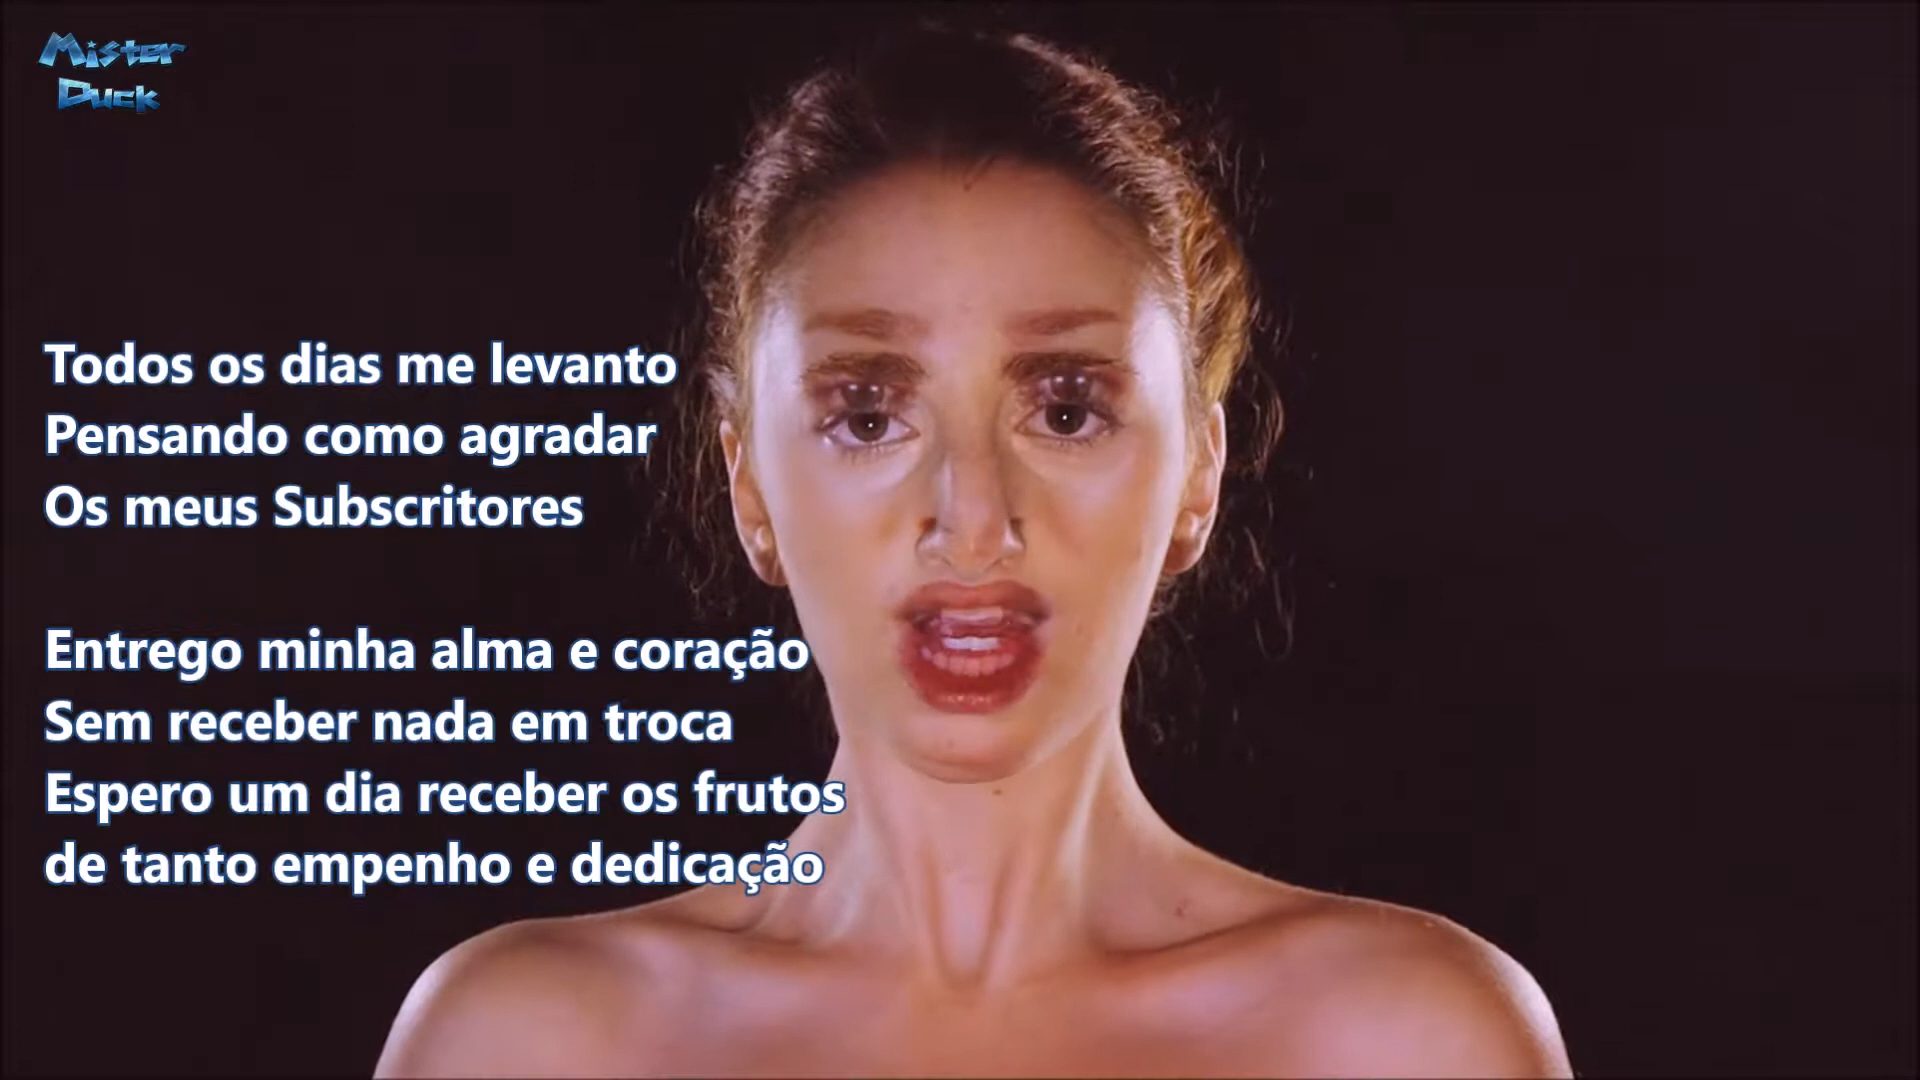 Mister
Duck
Todos os dias me levanto
Pensando como agradar
Os meus Subscritores
Entrego minha alma e coração
Sem receber nada em troca
Espero um dia receber os frutos
de tanto empenho e dedicação